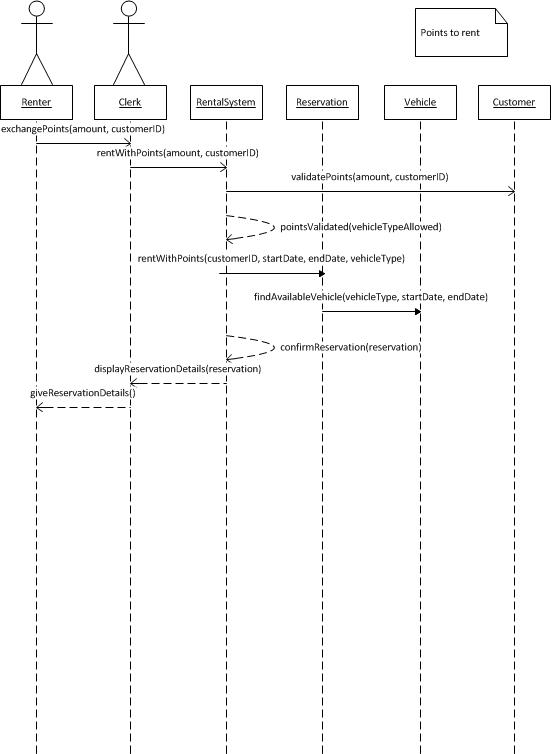 Points to rent
Renter
Clerk
RentalSystem
Reservation
Vehicle
Customer
exchangePoints(amount, customerID)
rentWithPoints(amount, customerID)
validatePoints(amount, customerID)
pointsValidated(vehicleTypeAllowed)
rentWithPoints(customerID, startDate, endDate, vehicleType)
findAvailableVehicle(vehicleType, startDate, endDate)
confirmReservation(reservation)
displayReservationDetails(reservation)
giveReservationDetails()